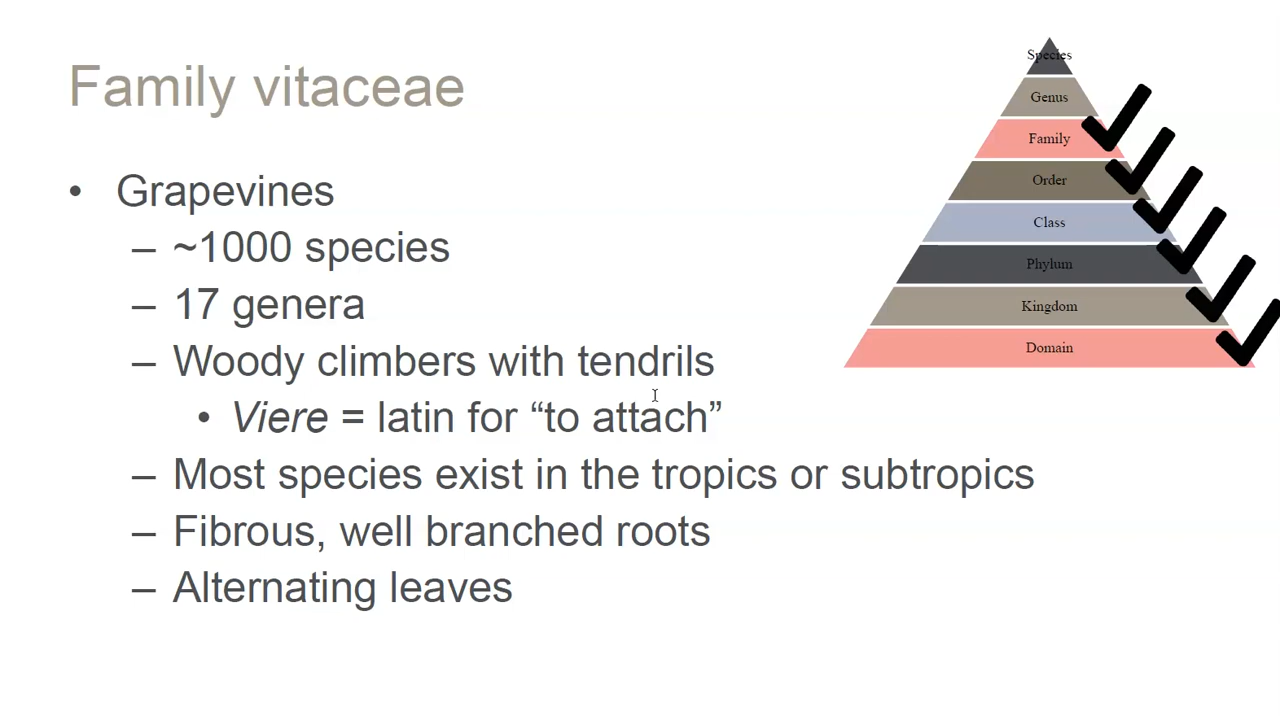 Family vitaceae
• Grapevines
– ~1000 species
– 17 genera
– Woody climbers with tendrils
• Viere = latin for “to attach”
– Most species exist in the tropics or subtropics
– Fibrous, well branched roots
– Alternating leaves
Species
Genus
Family
Order
Class
Phylum
Kingdom
Domain